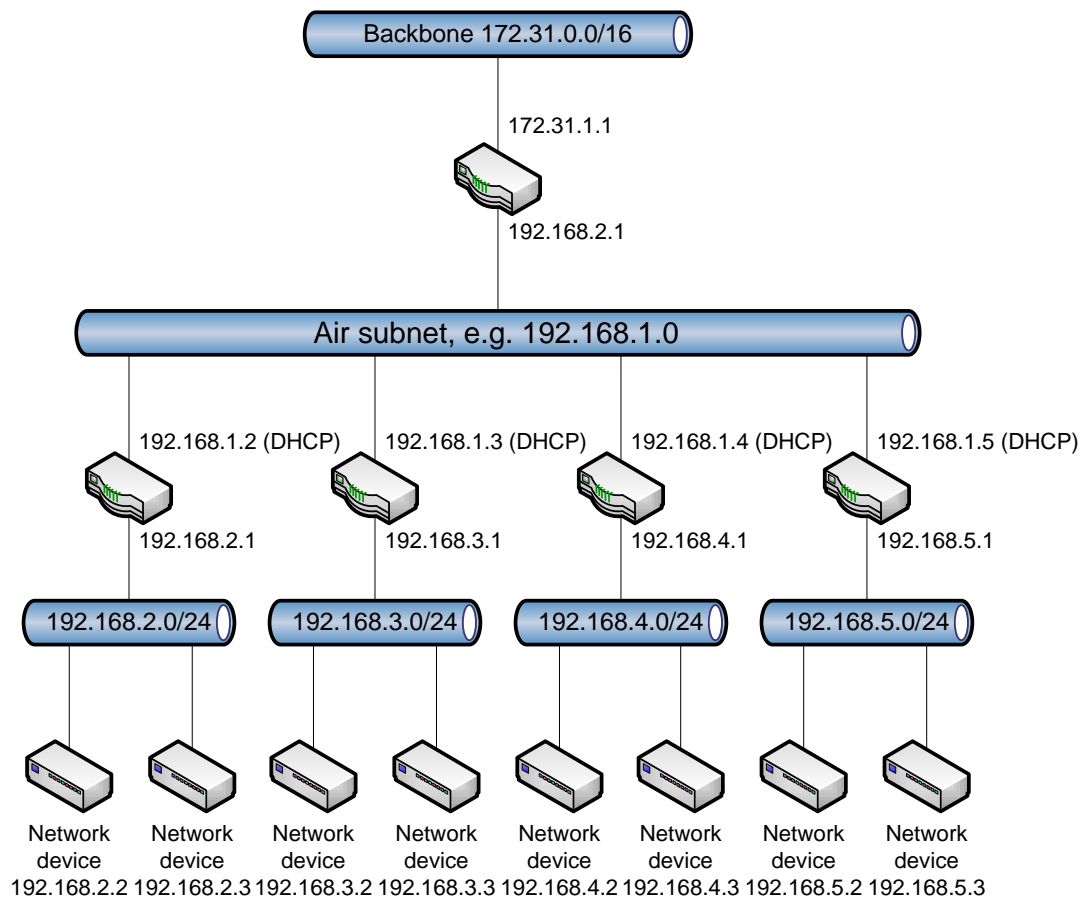 Backbone 172.31.0.0/16
172.31.1.1
192.168.2.1
Air subnet, e.g. 192.168.1.0
192.168.1.2 (DHCP)
192.168.1.3 (DHCP)
192.168.1.4 (DHCP)
192.168.1.5 (DHCP)
192.168.2.1
192.168.3.1
192.168.4.1
192.168.5.1
192.168.2.0/24
192.168.3.0/24
192.168.4.0/24
192.168.5.0/24
Network
device
192.168.2.2
Network
device
192.168.2.3
Network
device
192.168.3.2
Network
device
192.168.3.3
Network
device
192.168.4.2
Network
device
192.168.4.3
Network
device
192.168.5.2
Network
device
192.168.5.3